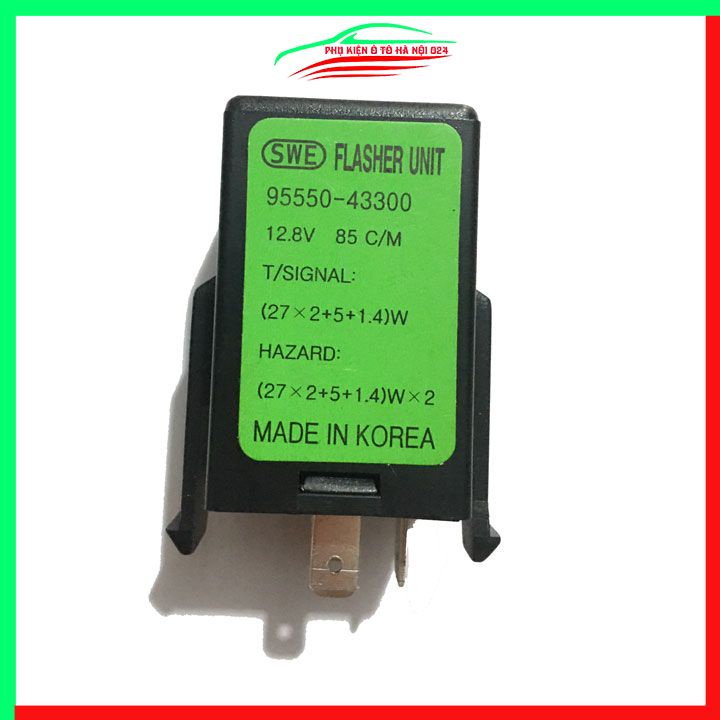 PHỤ KIỆN Ô TÔ HÀ NỘI 024
SWE FLASHER UNIT
95550-43300
12.8V 85 C/M
T/SIGNAL:
(27×2+5+1.4)W
HAZARD:
(27×2+5+1.4)W×2
MADE IN KOREA